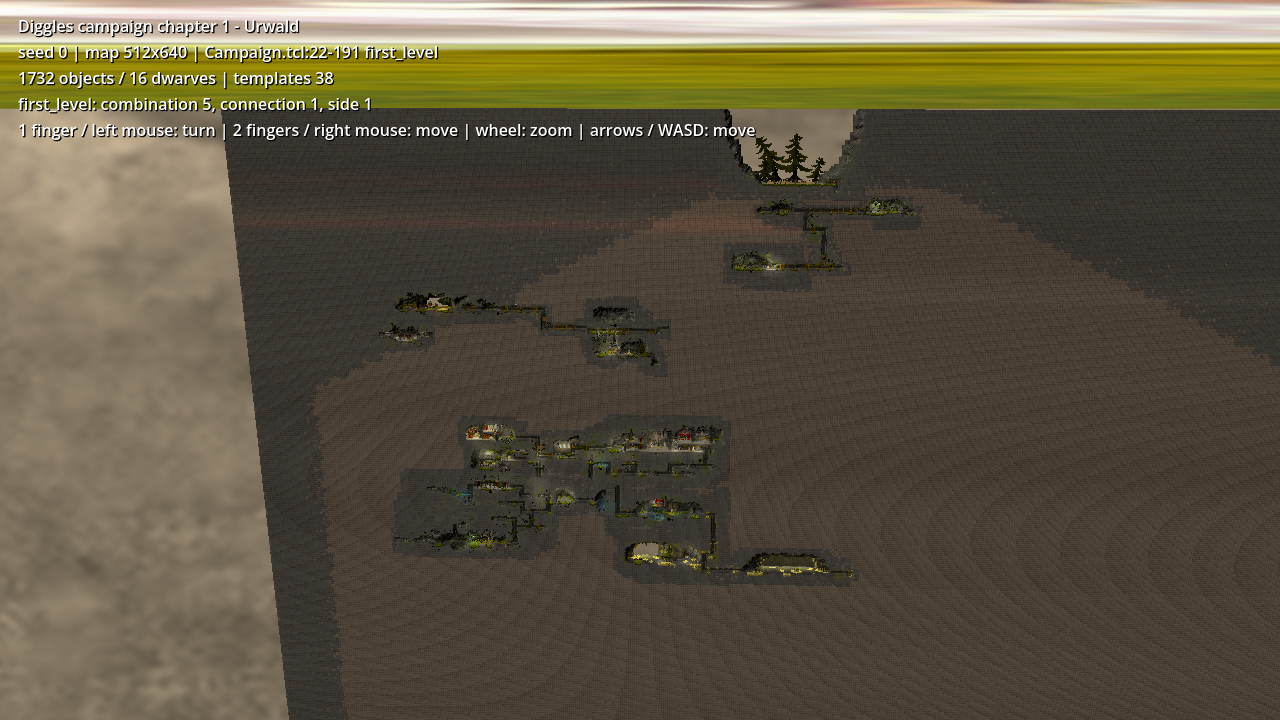 Diggles campaign chapter 1 - Urwald
seed 0 | map 512x640 | Campaign.tcl:22-191 first_level
1732 objects / 16 dwarves | templates 38
first_level: combination 5, connection 1, side 1
1 finger / left mouse: turn | 2 fingers / right mouse: move | wheel: zoom | arrows / WASD: move